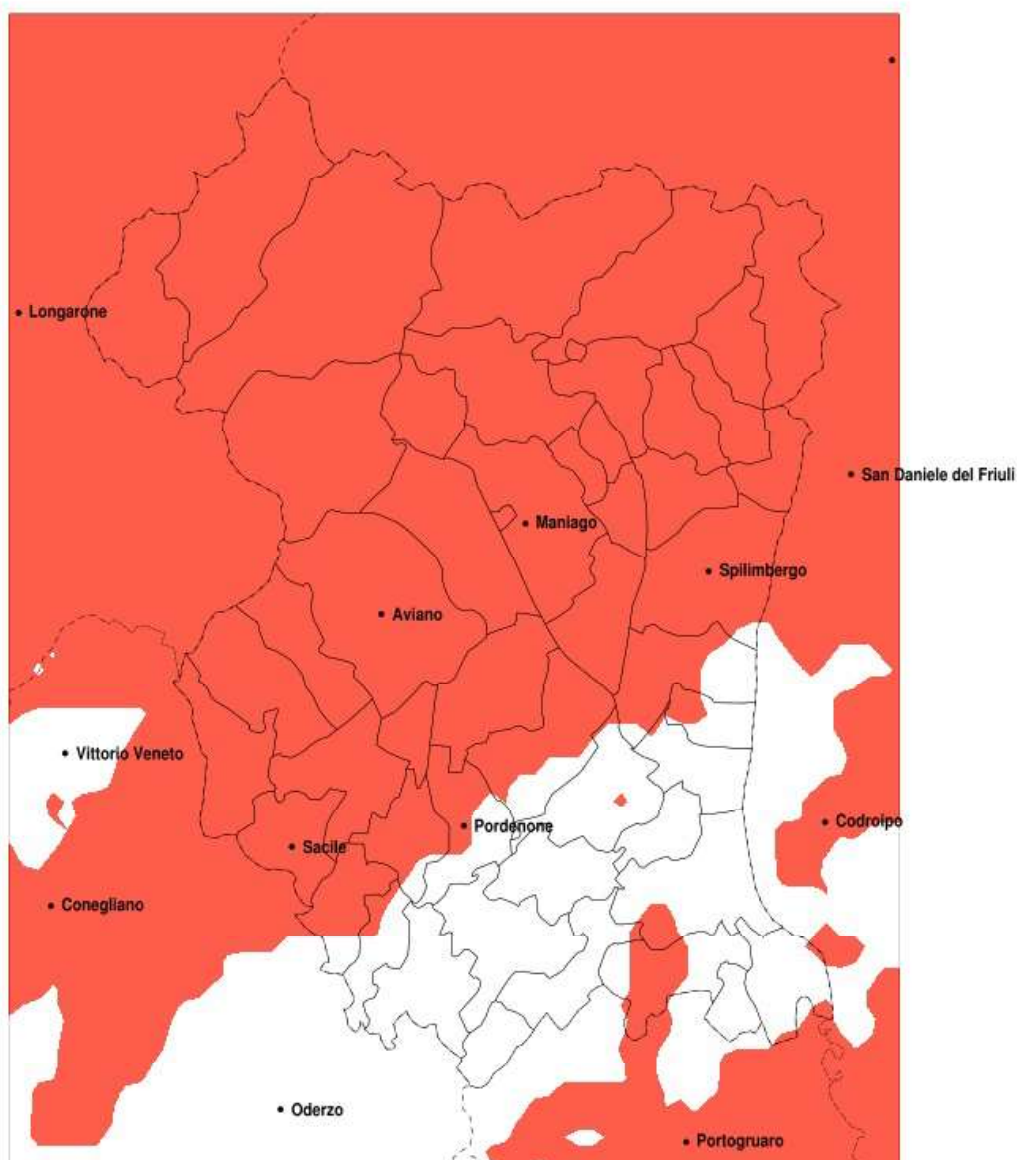 Longarone
San Daniele del Friuli
Maniago
Spilimbergo
Aviano
Vittorio Veneto
Codroipo
Pordenone
Sacile
Conegliano
Oderzo
Portogruaro